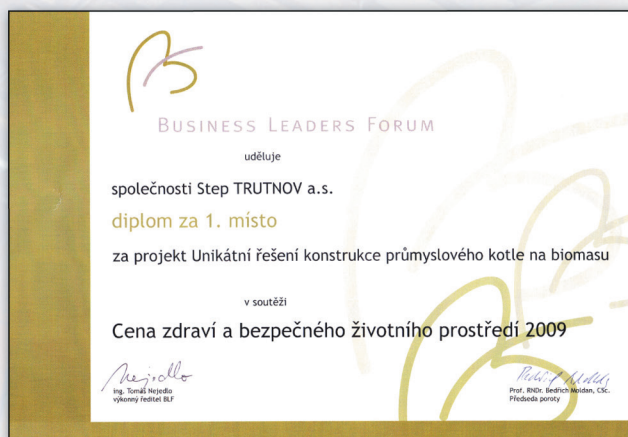 BUSINESS LEADERS FORUM
uděluje
společnosti Step TRUTNOV a.s.
diplom za 1. místo
za projekt Unikátní řešení konstrukce průmyslového kotle na biomasu
v soutěži
Cena zdraví a bezpečného životního prostředí 2009
Nejedlo
ing. Tomáš Nejedlo
výkonný ředitel BLF
Prof. RNDr. Bedřich Moldan, CSc.
Předseda poroty